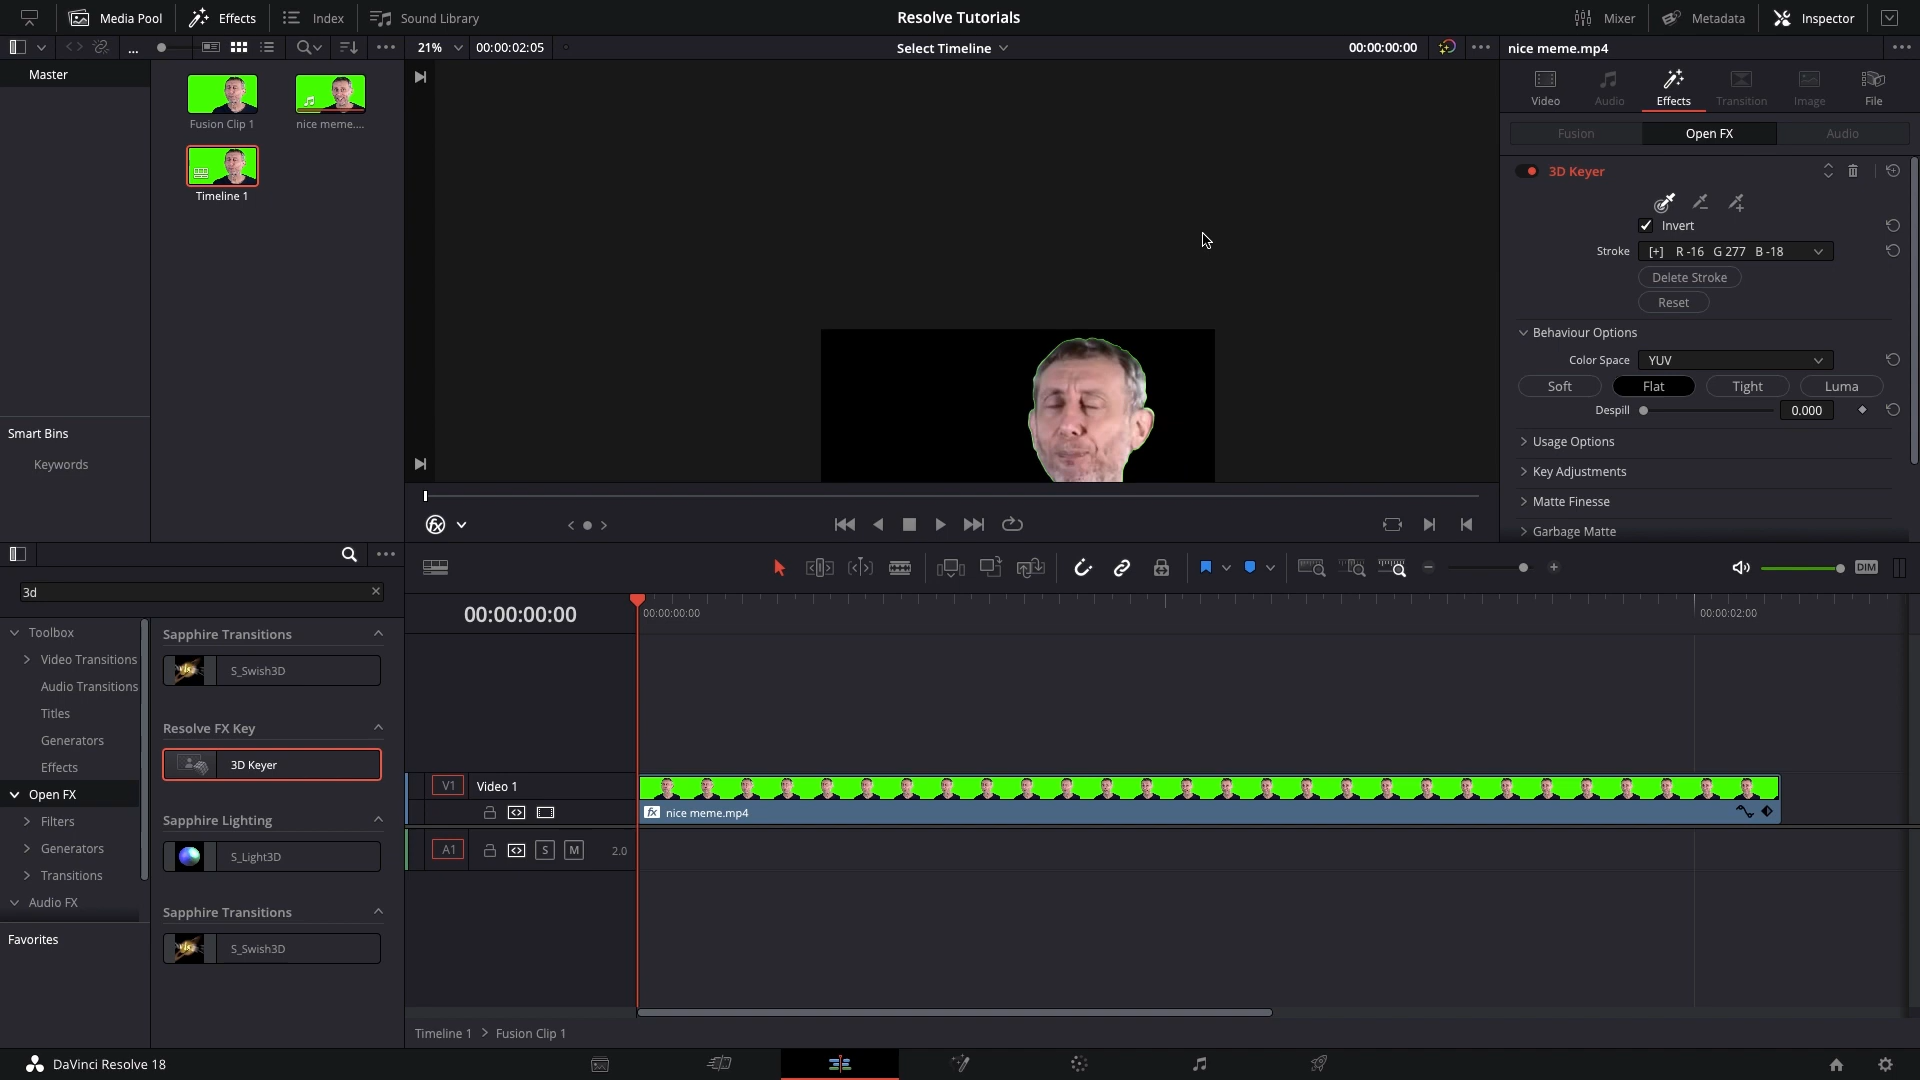 Media Pool
Effects
Index
Sound Library
Resolve Tutorials
Mixer
Metadata
Inspector
...
21%
00:00:02:05
Select Timeline
00:00:00:00
nice meme.mp4
Master
Fusion Clip 1
nice meme....
Timeline 1
Smart Bins
Keywords
Video
Audio
Effects
Transition
Image
File
Fusion
Open FX
Audio
3D Keyer
Invert
Stroke
[+] R -16 G 277 B -18
Delete Stroke
Reset
Behaviour Options
Color Space
YUV
Soft
Flat
Tight
Luma
Despill
0.000
Usage Options
Key Adjustments
Matte Finesse
Garbage Matte
fx
DIM
3d
Toolbox
Video Transitions
Audio Transitions
Titles
Generators
Effects
Open FX
Filters
Generators
Transitions
Audio FX
Favorites
Sapphire Transitions
S_Swish3D
Resolve FX Key
3D Keyer
Sapphire Lighting
S_Light3D
Sapphire Transitions
S_Swish3D
00:00:00:00
00:00:00:00
00:00:02:00
V1
Video 1
fx nice meme.mp4
A1
S
M
2.0
Timeline 1 > Fusion Clip 1
DaVinci Resolve 18